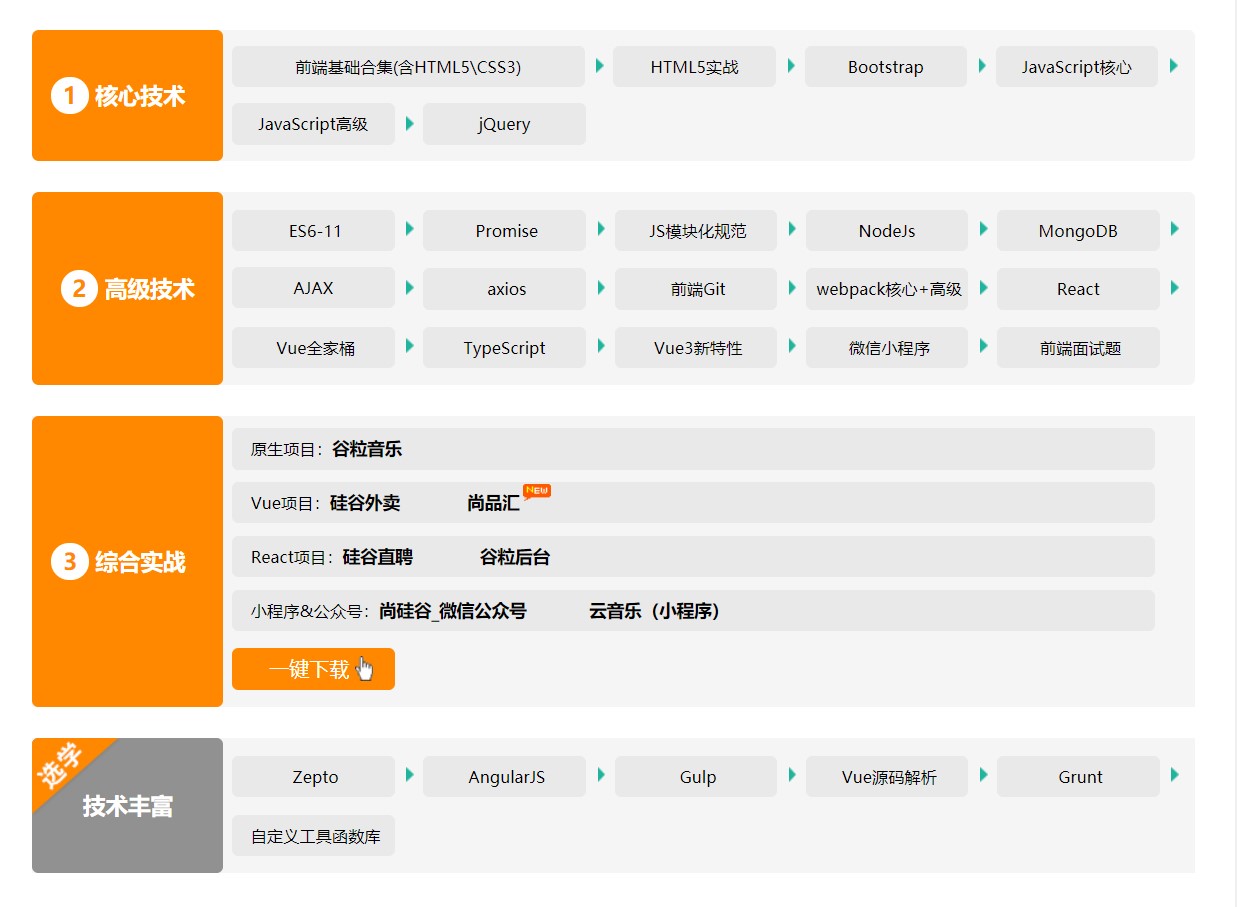 1 核心技术
前端基础合集(含HTML5\CSS3) HTML5实战 Bootstrap JavaScript核心
JavaScript高级 jQuery
2 高级技术
ES6-11 Promise JS模块化规范 NodeJs MongoDB
AJAX axios 前端Git webpack核心+高级 React
Vue全家桶 TypeScript Vue3新特性 微信小程序 前端面试题
3 综合实战
原生项目：谷粒音乐
Vue项目：硅谷外卖 尚品汇 NEW
React项目：硅谷直聘 谷粒后台
小程序&公众号：尚硅谷_微信公众号 云音乐（小程序）
一键下载
选学
技术丰富
Zepto AngularJS Gulp Vue源码解析 Grunt
自定义工具函数库